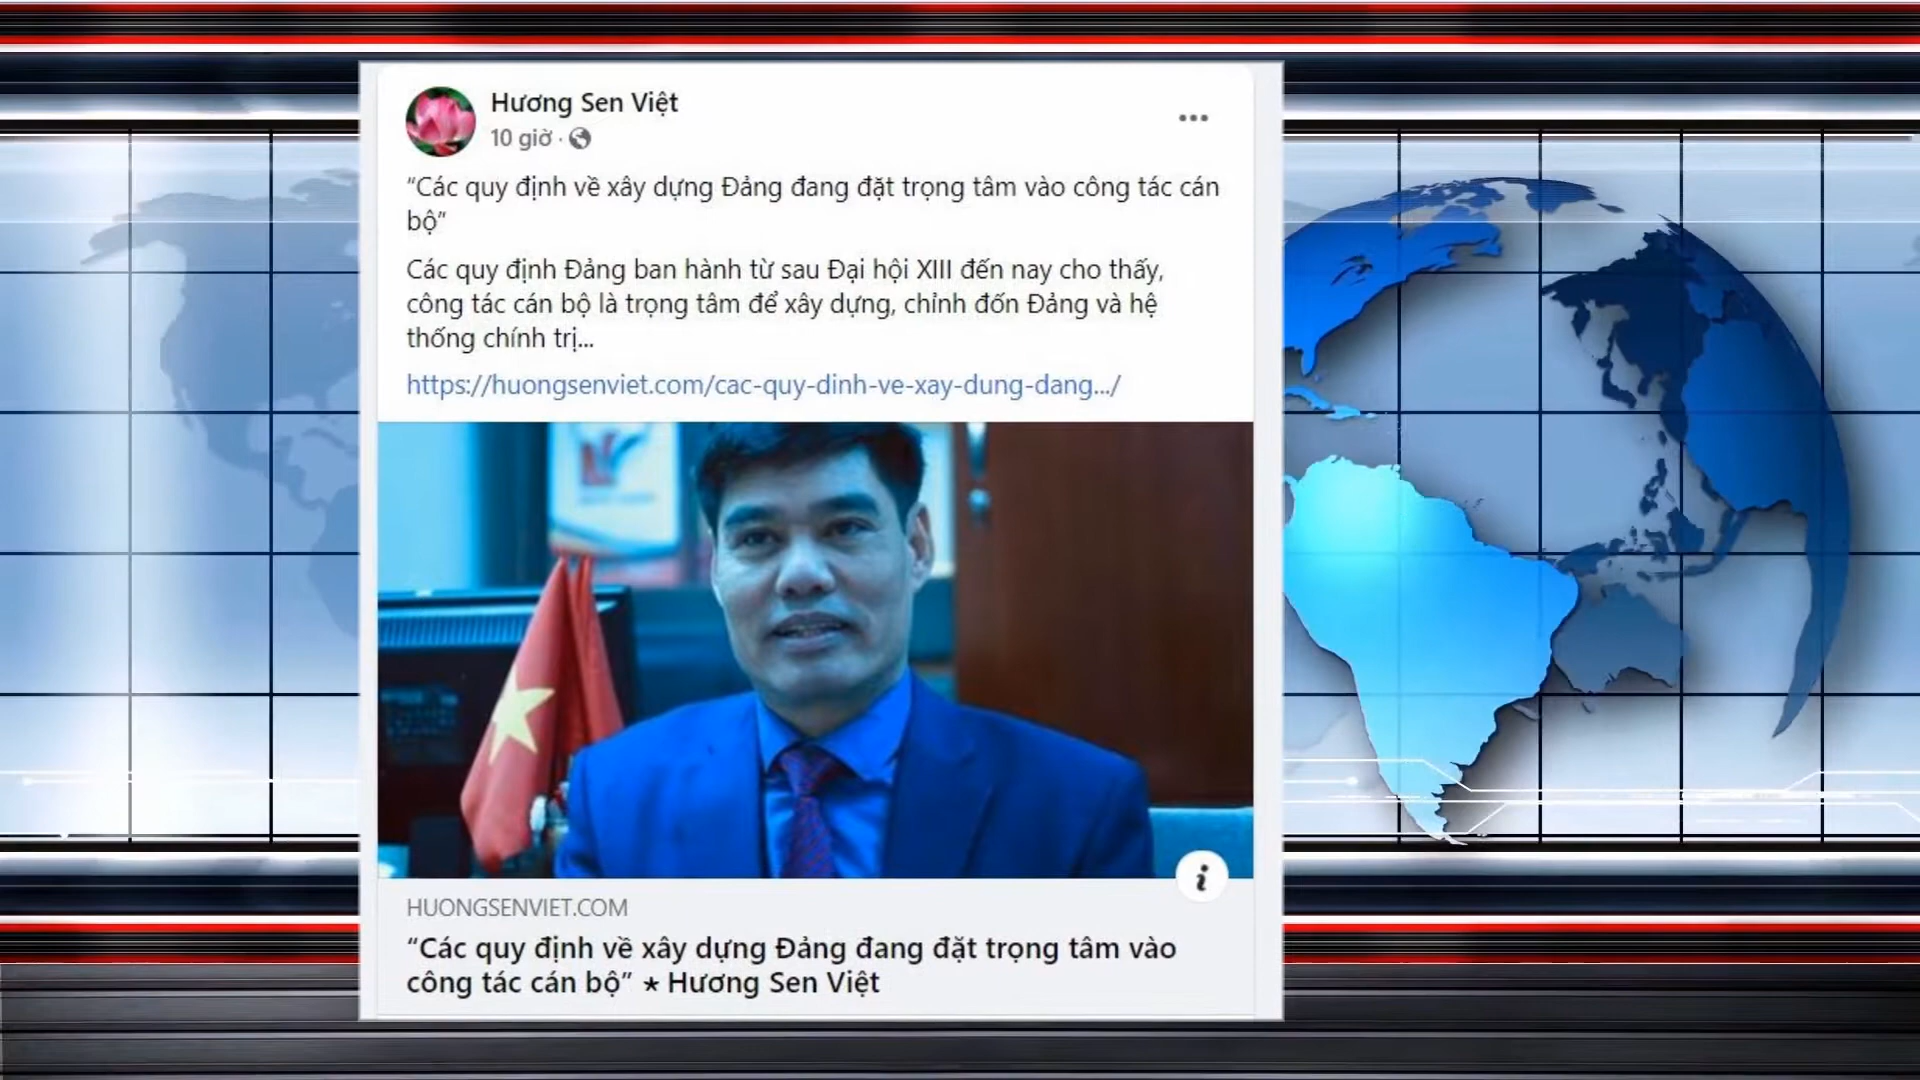 Hương Sen Việt
10 giờ ·
“Các quy định về xây dựng Đảng đang đặt trọng tâm vào công tác cán
bộ”
Các quy định Đảng ban hành từ sau Đại hội XIII đến nay cho thấy,
công tác cán bộ là trọng tâm để xây dựng, chỉnh đốn Đảng và hệ
thống chính trị...
https://huongsenviet.com/cac-quy-dinh-ve-xay-dung-dang.../
HUONGSENVIET.COM
“Các quy định về xây dựng Đảng đang đặt trọng tâm vào
công tác cán bộ” ★ Hương Sen Việt